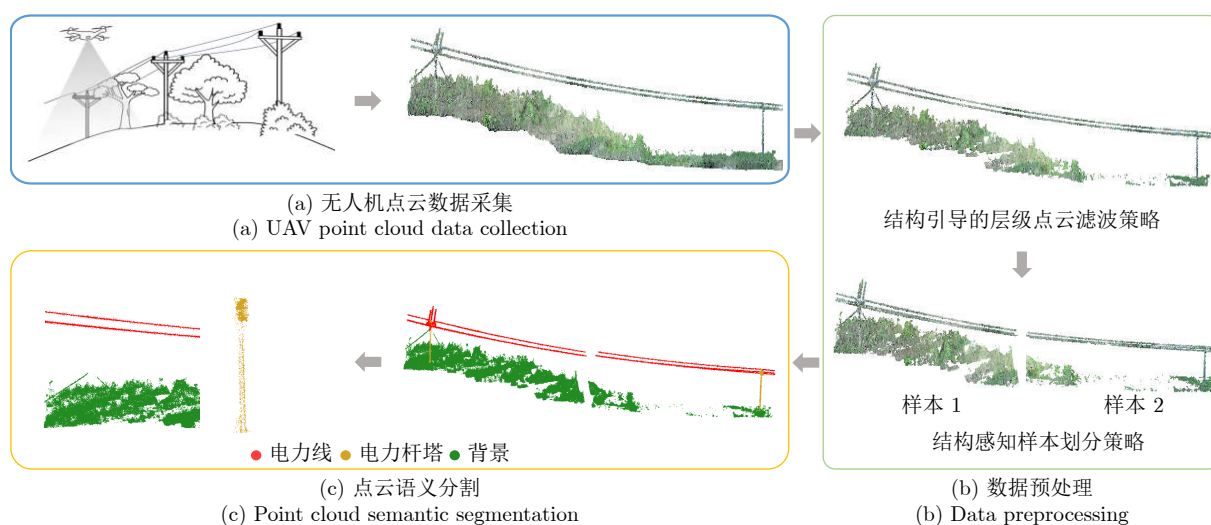 (a) 无人机点云数据采集
(a) UAV point cloud data collection
结构引导的层级点云滤波策略
样本 1 样本 2
结构感知样本划分策略
(b) 数据预处理
(b) Data preprocessing
电力线 电力杆塔 背景
(c) 点云语义分割
(c) Point cloud semantic segmentation